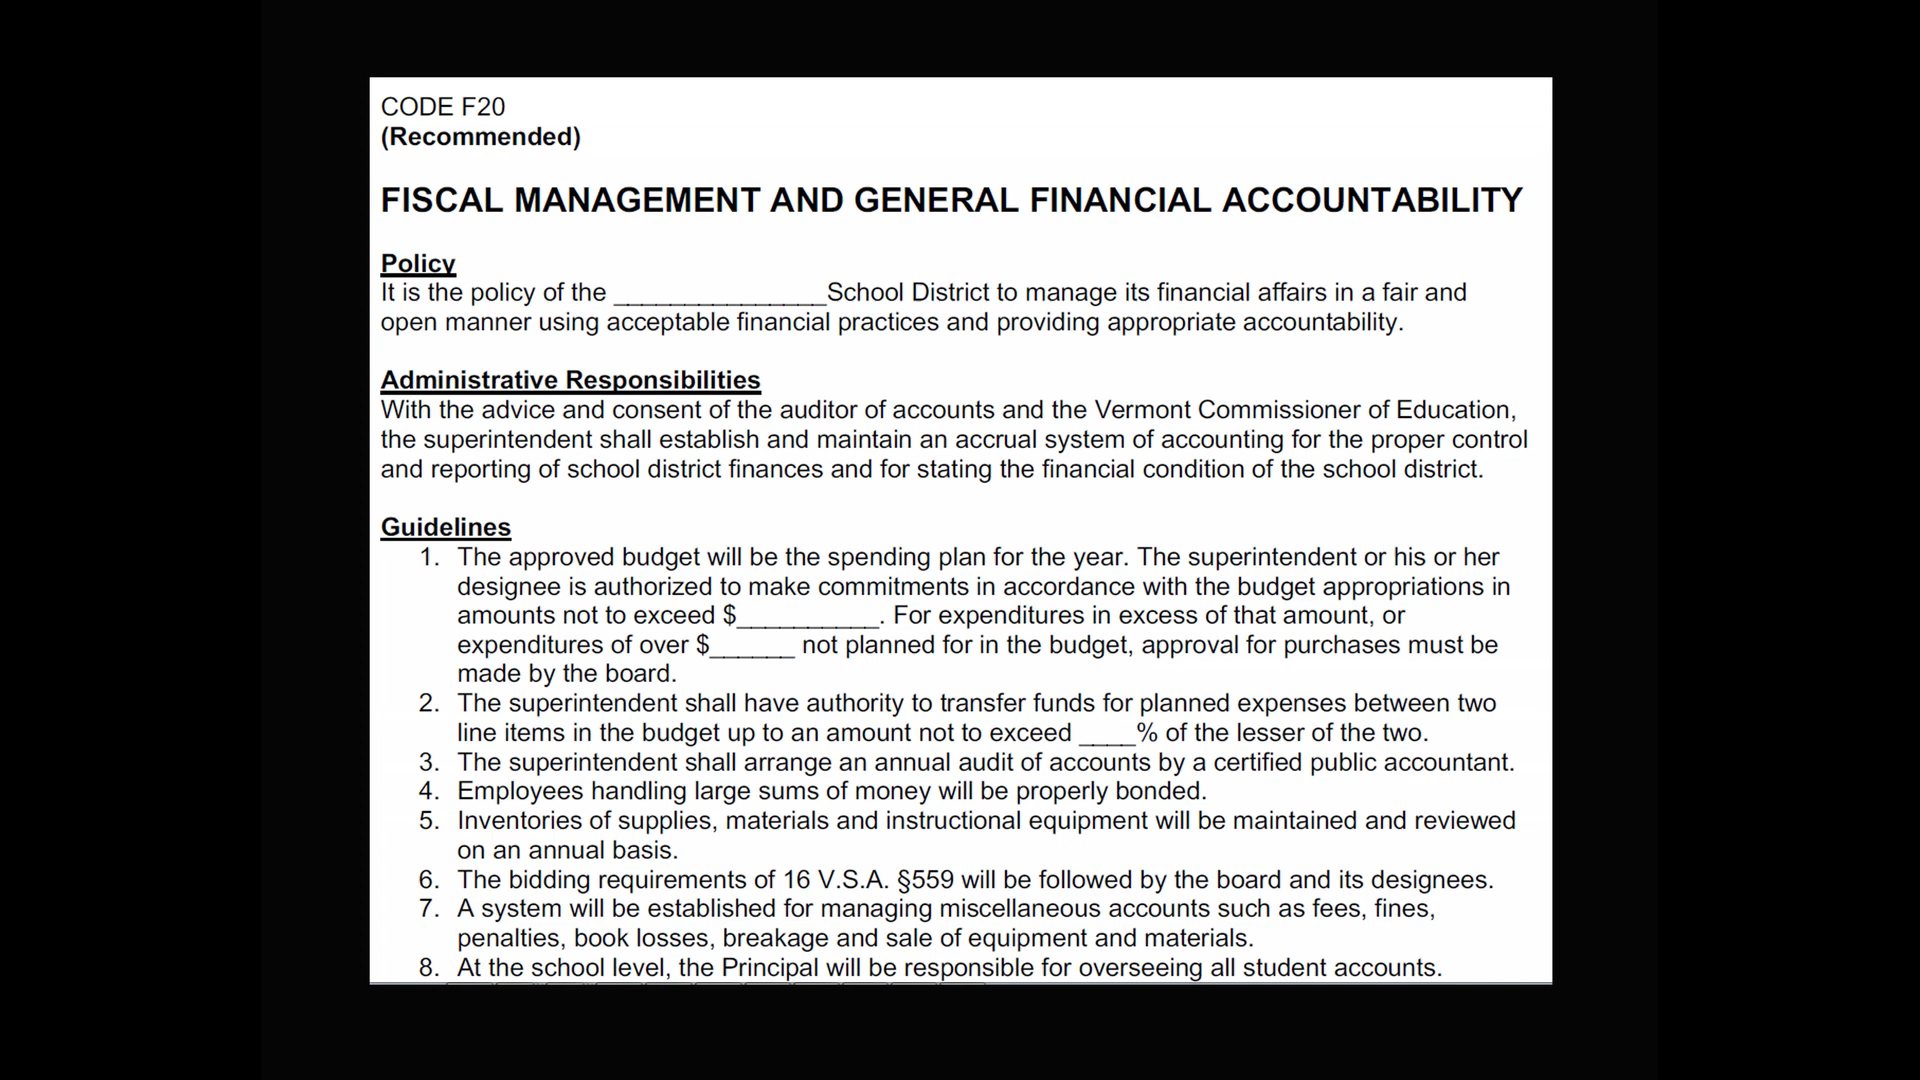 CODE F20
(Recommended)
FISCAL MANAGEMENT AND GENERAL FINANCIAL ACCOUNTABILITY
Policy
It is the policy of the _______________School District to manage its financial affairs in a fair and
open manner using acceptable financial practices and providing appropriate accountability.
Administrative Responsibilities
With the advice and consent of the auditor of accounts and the Vermont Commissioner of Education,
the superintendent shall establish and maintain an accrual system of accounting for the proper control
and reporting of school district finances and for stating the financial condition of the school district.
Guidelines
1. The approved budget will be the spending plan for the year. The superintendent or his or her
designee is authorized to make commitments in accordance with the budget appropriations in
amounts not to exceed $__________. For expenditures in excess of that amount, or
expenditures of over $______ not planned for in the budget, approval for purchases must be
made by the board.
2. The superintendent shall have authority to transfer funds for planned expenses between two
line items in the budget up to an amount not to exceed ____% of the lesser of the two.
3. The superintendent shall arrange an annual audit of accounts by a certified public accountant.
4. Employees handling large sums of money will be properly bonded.
5. Inventories of supplies, materials and instructional equipment will be maintained and reviewed
on an annual basis.
6. The bidding requirements of 16 V.S.A. §559 will be followed by the board and its designees.
7. A system will be established for managing miscellaneous accounts such as fees, fines,
penalties, book losses, breakage and sale of equipment and materials.
8. At the school level, the Principal will be responsible for overseeing all student accounts.